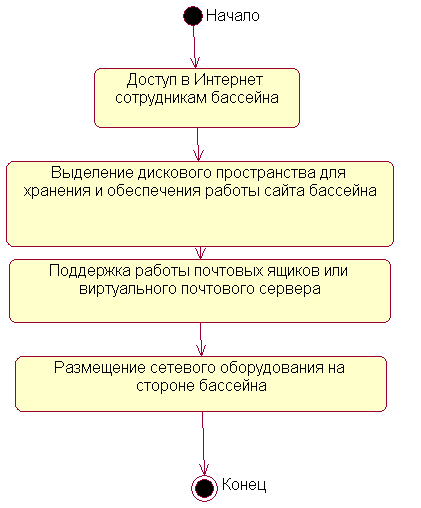 Начало
Доступ в Интернет
сотрудникам бассейна
Выделение дискового пространства для
хранения и обеспечения работы сайта бассейна
Поддержка работы почтовых ящиков или
виртуального почтового сервера
Размещение сетевого оборудования на
стороне бассейна
Конец